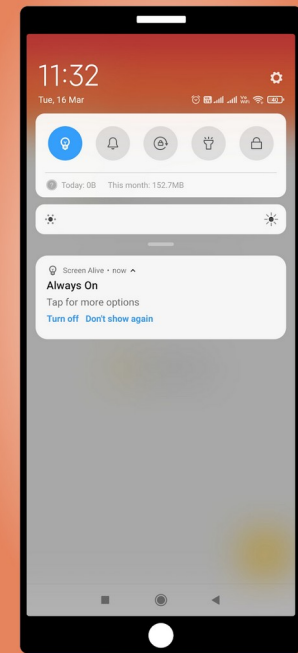 11:32
Tue, 16 Mar
40
Today: 0B This month: 152.7MB
Screen Alive • now
Always On
Tap for more options
Turn off Don't show again